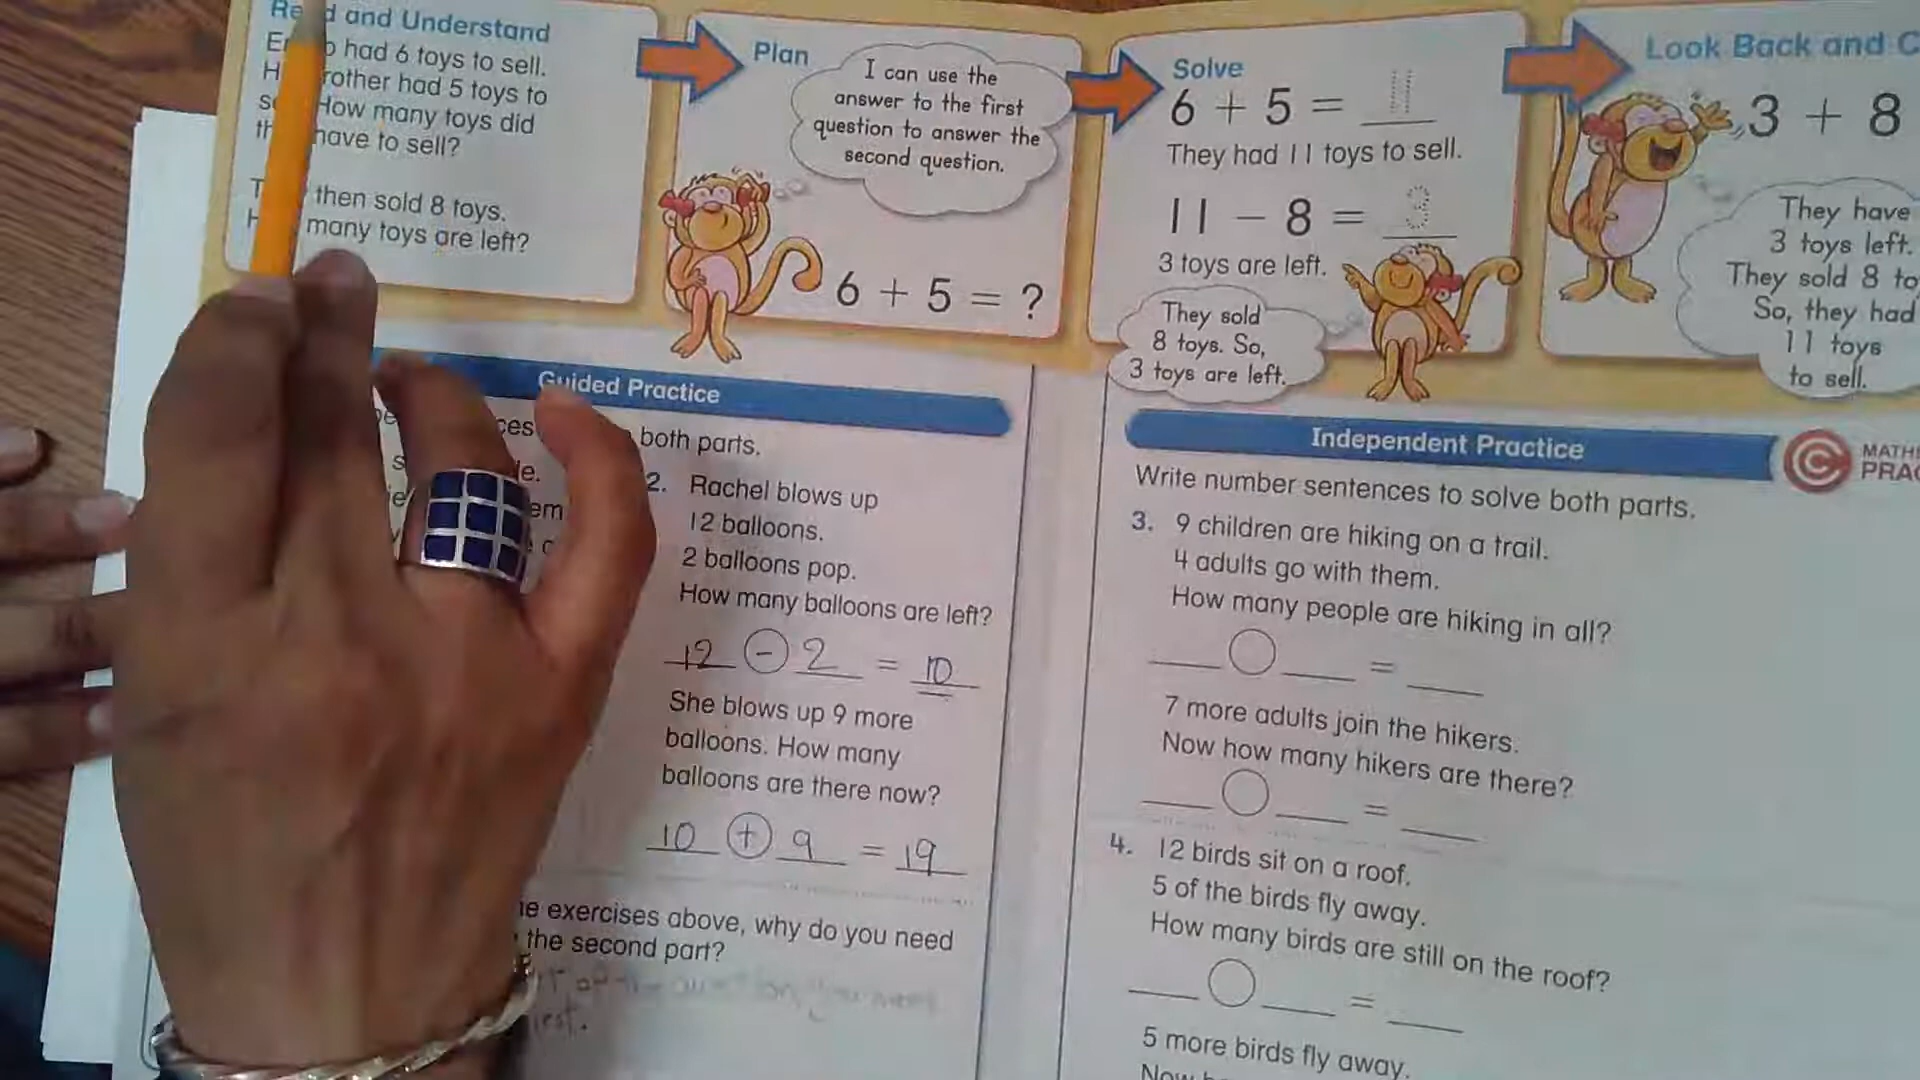 Read and Understand
had 6 toys to sell.
brother had 5 toys to
How many toys did
have to sell?
then sold 8 toys.
many toys are left?
Plan
I can use the
answer to the first
question to answer the
second question.
6 + 5 = ?
Solve
6 + 5 = 11
They had 11 toys to sell.
11 - 8 = 3
3 toys are left.
They sold
8 toys. So,
3 toys are left.
Look Back and
3 + 8
They have
3 toys left.
They sold 8
So, they had
11 toys
to sell.
Guided Practice
both parts.
2. Rachel blows up
12 balloons.
2 balloons pop.
How many balloons are left?
12 - 2 = 10
She blows up 9 more
balloons. How many
balloons are there now?
10 + 9 = 19
exercises above, why do you need
the second part?
Independent Practice
Write number sentences to solve both parts.
3. 9 children are hiking on a trail.
4 adults go with them.
How many people are hiking in all?
=
7 more adults join the hikers.
Now how many hikers are there?
=
4. 12 birds sit on a roof.
5 of the birds fly away.
How many birds are still on the roof?
=
5 more birds fly away.